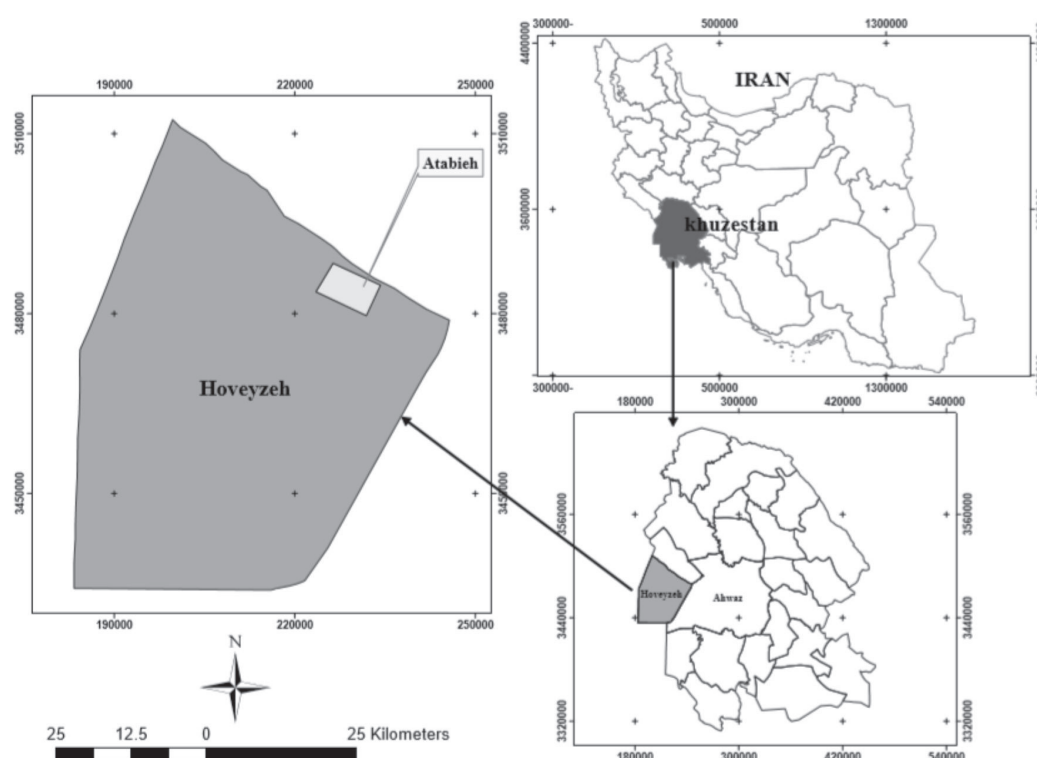 190000 220000 250000
3510000 3510000
Atabieh
3480000 3480000
Hoveyzeh
3450000 3450000
190000 220000 250000
N
25 12.5 0 25 Kilometers
300000- 500000 1300000
4400000
IRAN
3600000
khuzestan
300000- 500000 1300000
180000 300000 420000 540000
3560000 3560000
Hoveyzeh
Ahwaz
3440000 3440000
3320000 3320000
180000 300000 420000 540000